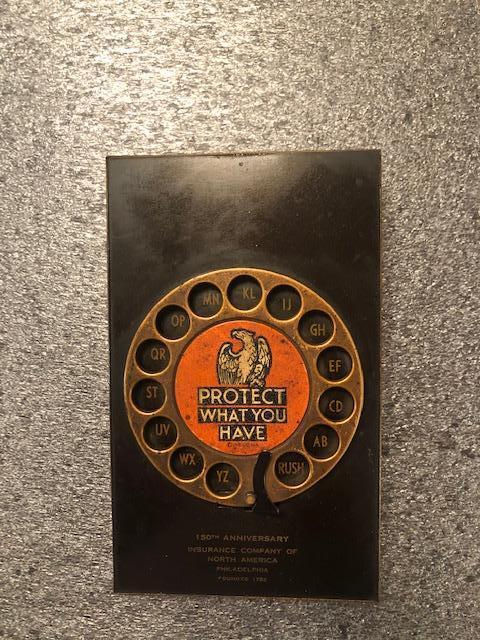 KL
IJ
GH
EF
CD
AB
RUSH
YZ
WX
UV
ST
QR
OP
MN
PROTECT
WHAT YOU
HAVE
150TH ANNIVERSARY
INSURANCE COMPANY OF
NORTH AMERICA
PHILADELPHIA
FOUNDED 1792